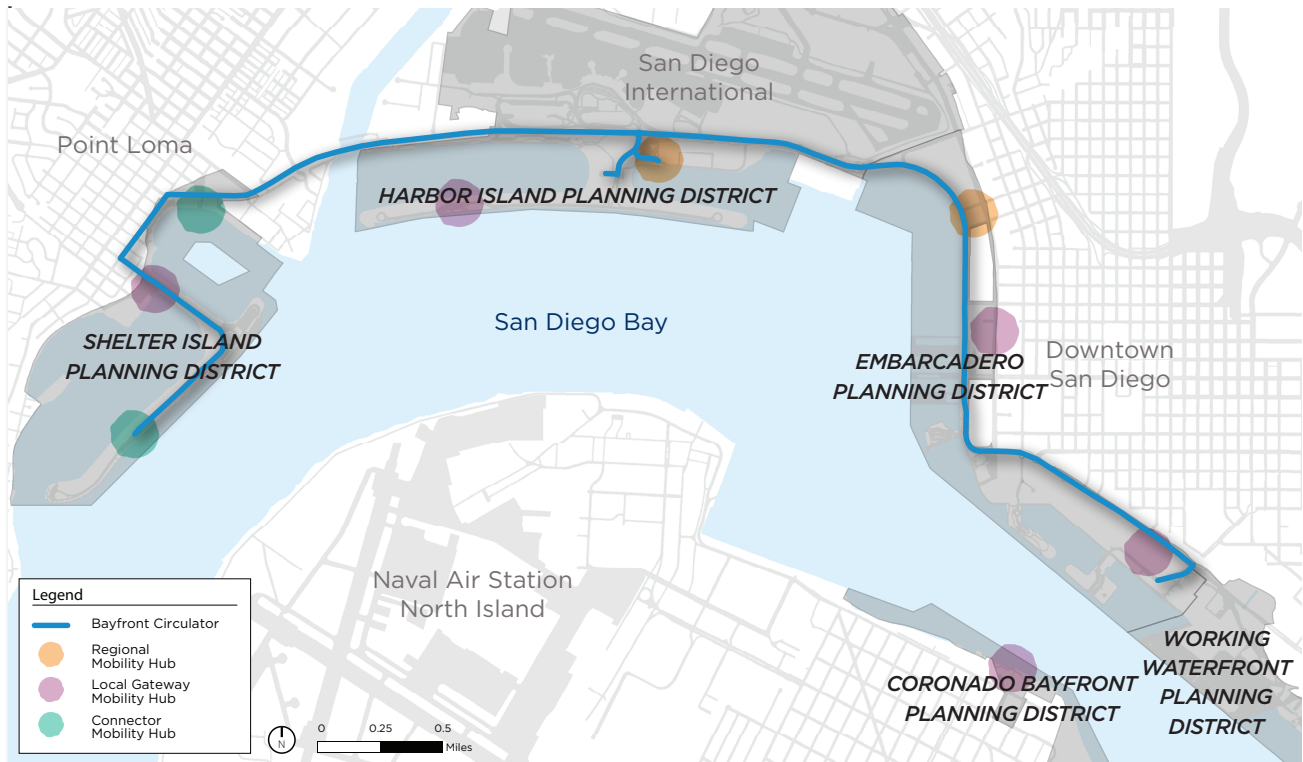 San Diego
International
Point Loma
HARBOR ISLAND PLANNING DISTRICT
San Diego Bay
SHELTER ISLAND
PLANNING DISTRICT
EMBARCADERO
PLANNING DISTRICT
Downtown
San Diego
Naval Air Station
North Island
CORONADO BAYFRONT
PLANNING DISTRICT
WORKING
WATERFRONT
PLANNING
DISTRICT
Legend
Bayfront Circulator
Regional
Mobility Hub
Local Gateway
Mobility Hub
Connector
Mobility Hub
N
0 0.25 0.5
Miles